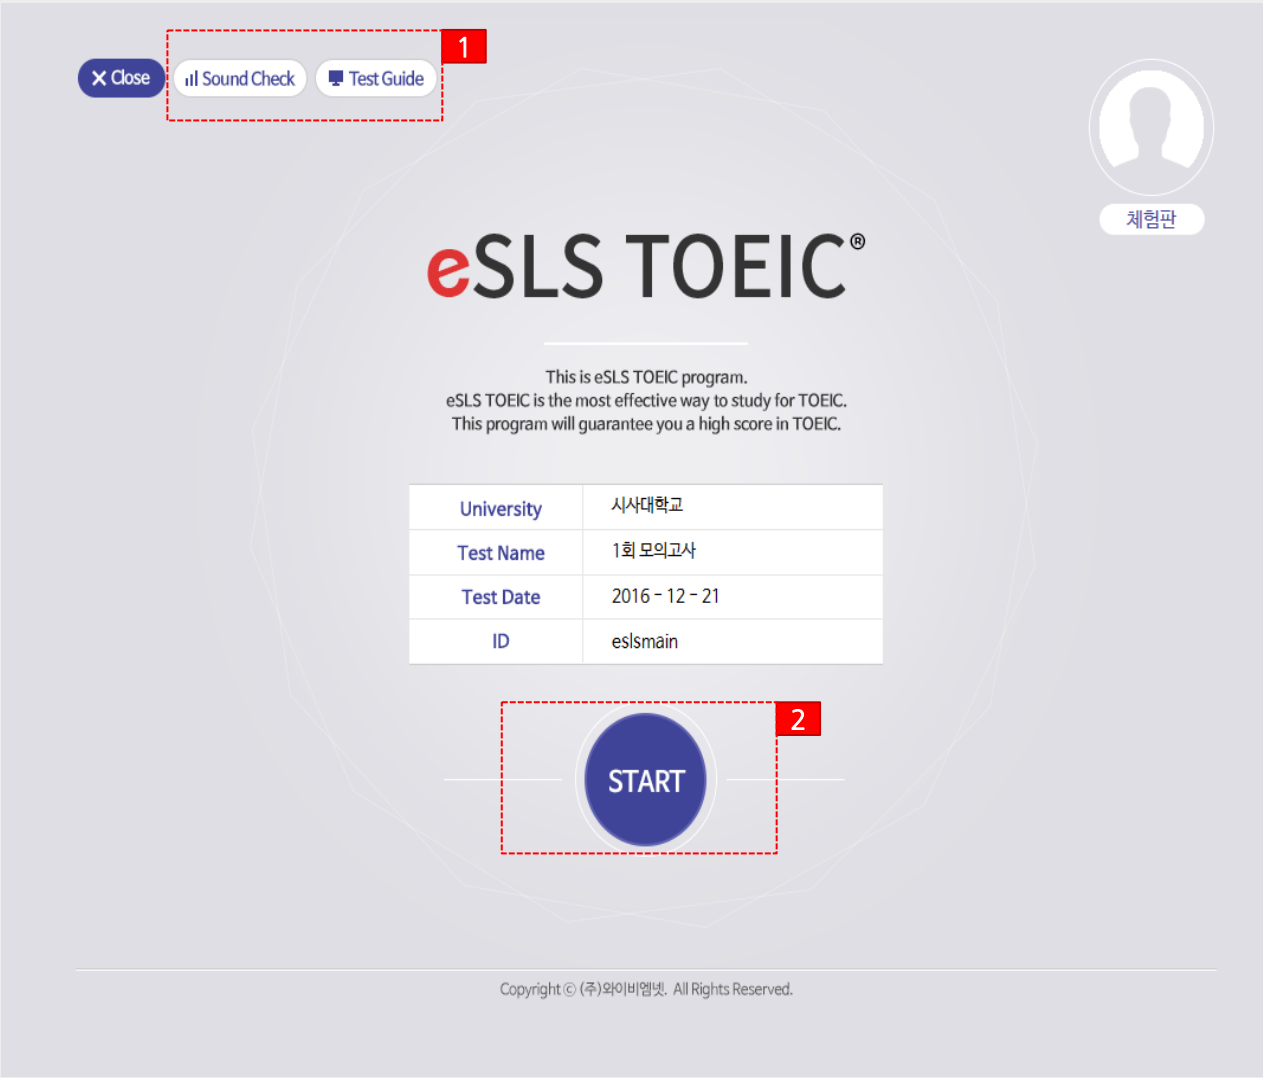 1
Close
Sound Check
Test Guide
체험판
eSLS TOEIC®
This is eSLS TOEIC program.
eSLS TOEIC is the most effective way to study for TOEIC.
This program will guarantee you a high score in TOEIC.
University 시사대학교
Test Name 1회 모의고사
Test Date 2016 - 12 - 21
ID eslsmain
2
START
Copyright ⓒ (주)와이비엠넷. All Rights Reserved.